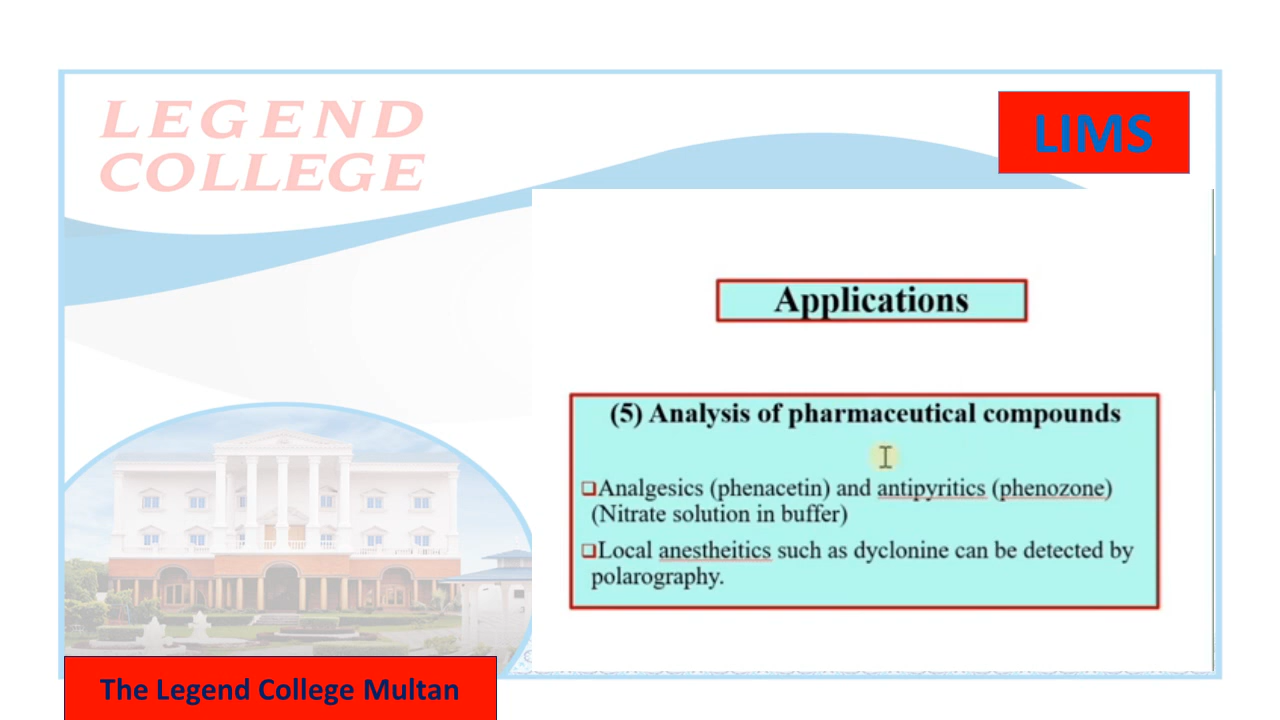 LEGEND
COLLEGE
LIMS
Applications
(5) Analysis of pharmaceutical compounds
❑Analgesics (phenacetin) and antipyritics (phenozone)
(Nitrate solution in buffer)
❑Local anestheitics such as dyclonine can be detected by
polarography.
The Legend College Multan